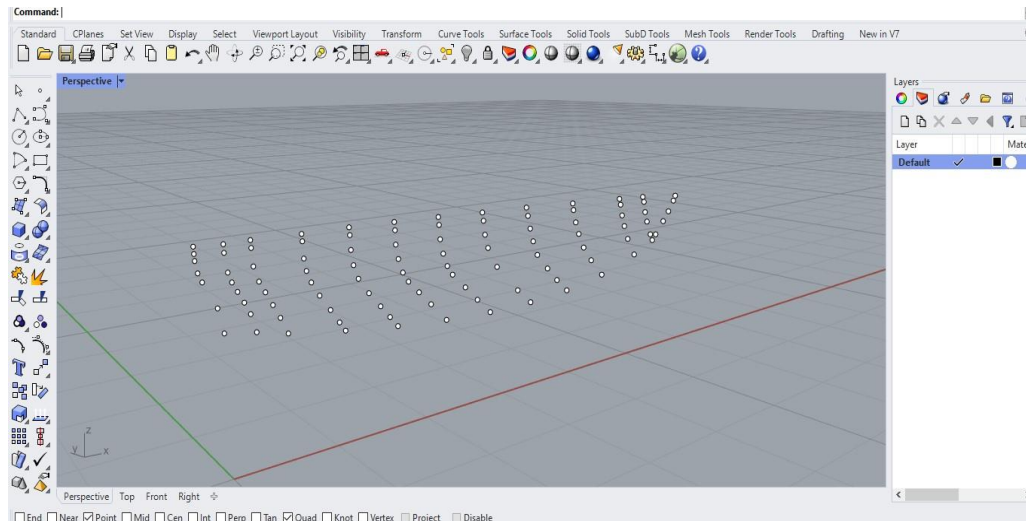 Command:
Standard CPlanes Set View Display Select Viewport Layout Visibility Transform Curve Tools Surface Tools Solid Tools SubD Tools Mesh Tools Render Tools Drafting New in V7
Perspective
Layers
Layer Mate
Default
z
y x
Perspective Top Front Right
End Near Point Mid Cen Int Perp Tan Quad Knot Vertex Project Disable